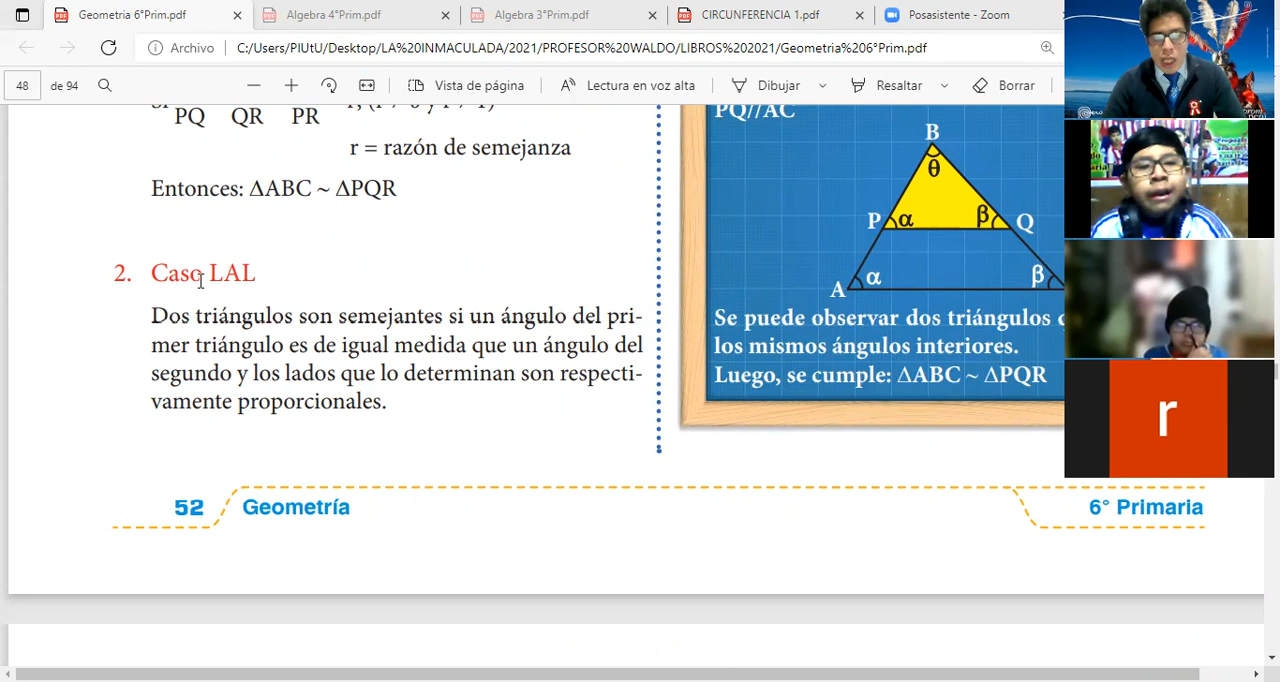 Geometria 6°Prim.pdf
Algebra 4°Prim.pdf
Algebra 3°Prim.pdf
CIRCUNFERENCIA 1.pdf
Posasistente - Zoom
Archivo
C:/Users/PlUtU/Desktop/LA%20INMACULADA/2021/PROFESOR%20WALDO/LIBROS%202021/Geometria%206°Prim.pdf
48 de 94
Vista de página
Lectura en voz alta
Dibujar
Resaltar
Borrar
PQ QR PR
r = razón de semejanza
Entonces: ΔABC ~ ΔPQR
2. Caso LAL
Dos triángulos son semejantes si un ángulo del pri-
mer triángulo es de igual medida que un ángulo del
segundo y los lados que lo determinan son respecti-
vamente proporcionales.
PQ//AC
B
θ
P α β Q
A α β
Se puede observar dos triángulos
los mismos ángulos interiores.
Luego, se cumple: ΔABC ~ ΔPQR
r
52 Geometría
6° Primaria